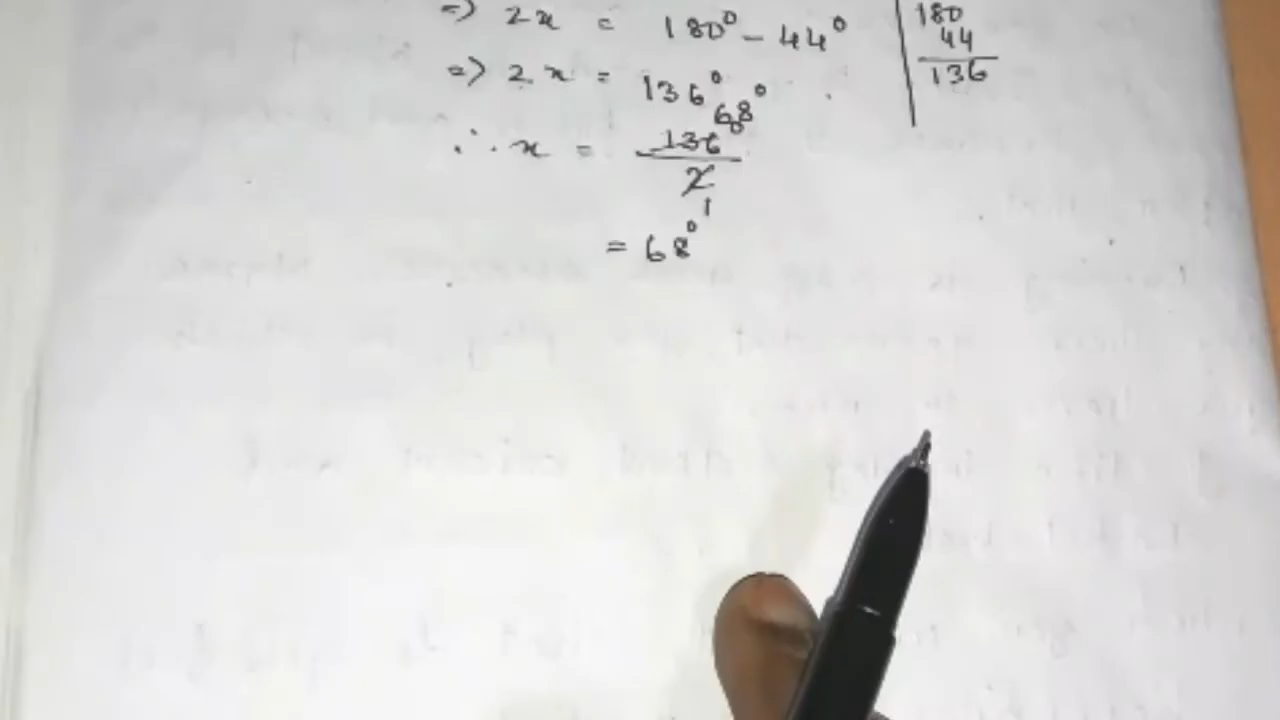 ⇒ 2x = 180° - 44°
⇒ 2x = 136°
∴ x = 136/2
68°
1
= 68°
180
44
136